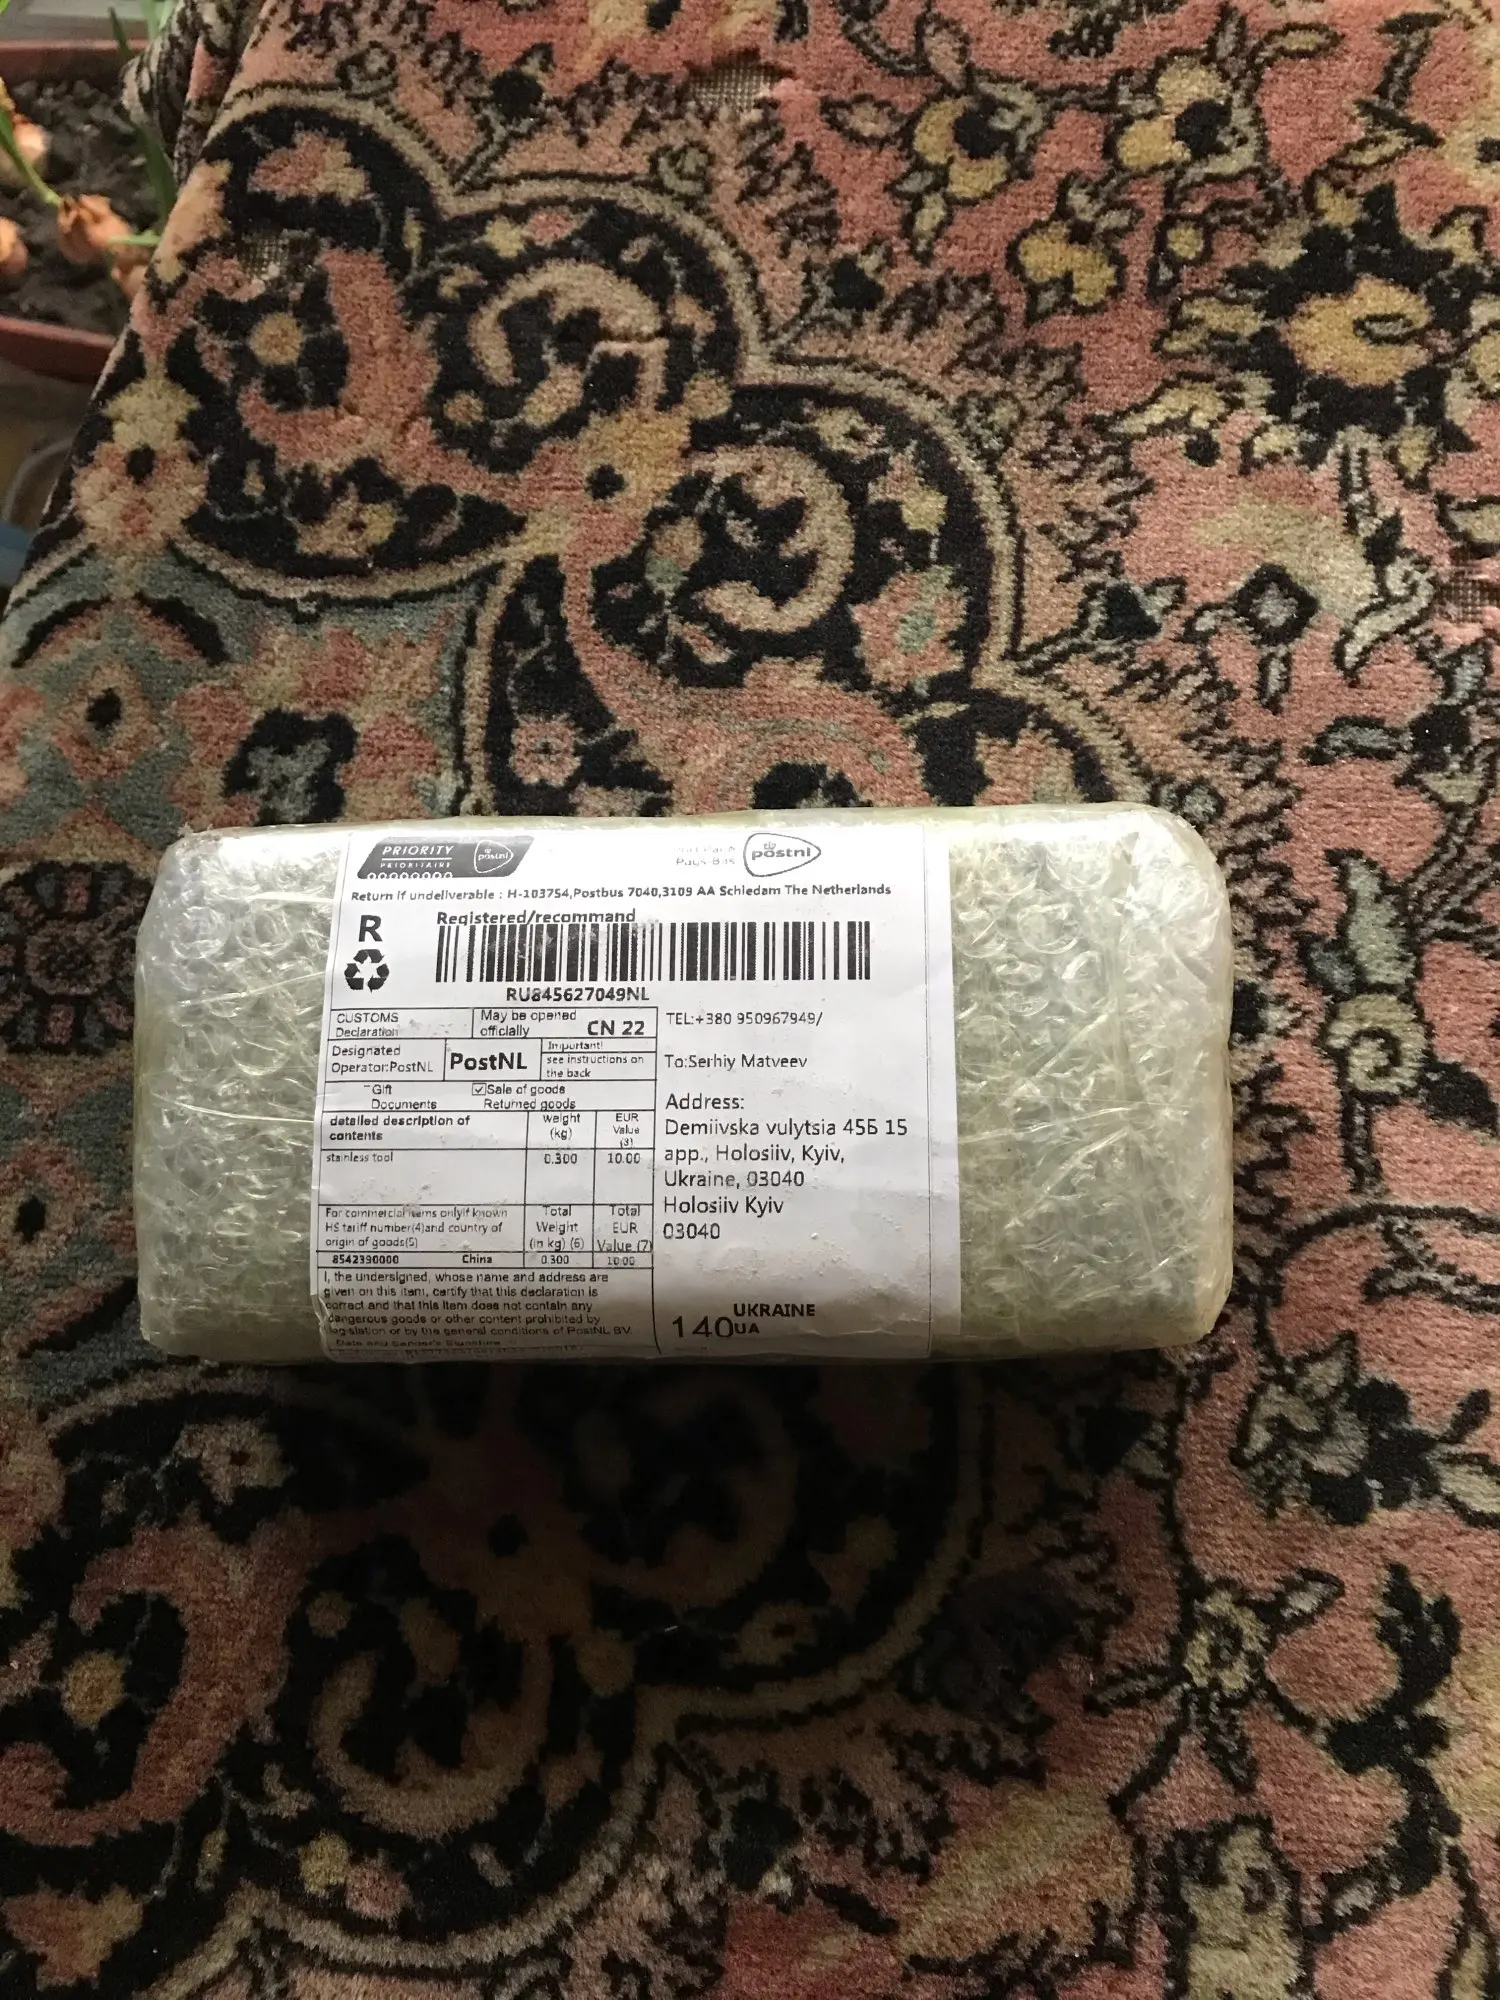 PRIORITY
PRIORITAIRE
postnl
Pays-Bas
postnl
Return if undeliverable : H-103754,Postbus 7040,3109 AA Schiedam The Netherlands
R
Registered/recommand
RU845627049NL
CUSTOMS
Declaration
May be opened
officially
CN 22
Designated
Operator:PostNL
PostNL
Important!
see instructions on
the back
Gift
Sale of goods
Documents
Returned goods
detailed description of
contents
weight
(kg)
EUR
Value
(3)
stainless tool
0.300
10.00
For commercial items onlyif known
HS tariff number(4)and country of
origin of goods(5)
Total
Weight
(in kg) (6)
Total
EUR
Value (7)
8542390000
China
0.300
10.00
I, the undersigned, whose name and address are
given on this item, certify that this declaration is
correct and that this item does not contain any
dangerous goods or other content prohibited by
legislation or by the general conditions of PostNL BV.
Date and Sender's Signature
TEL:+380 950967949/
To:Serhiy Matveev
Address:
Demiivska vulytsia 45Б 15
app., Holosiiv, Kyiv,
Ukraine, 03040
Holosiiv Kyiv
03040
UKRAINE
140UA